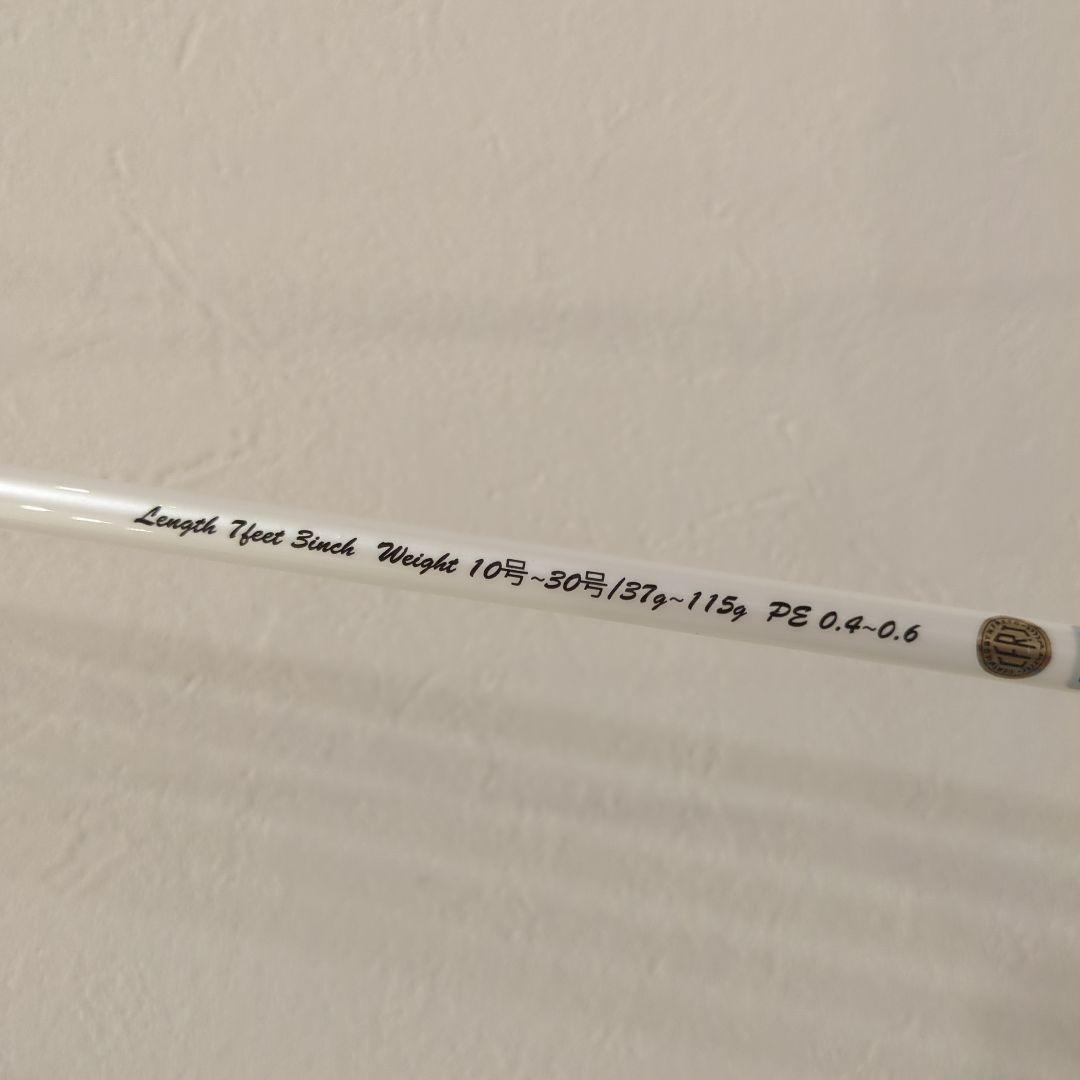 Length 7feet 3inch Weight 10号~30号/37g~115g PE 0.4~0.6